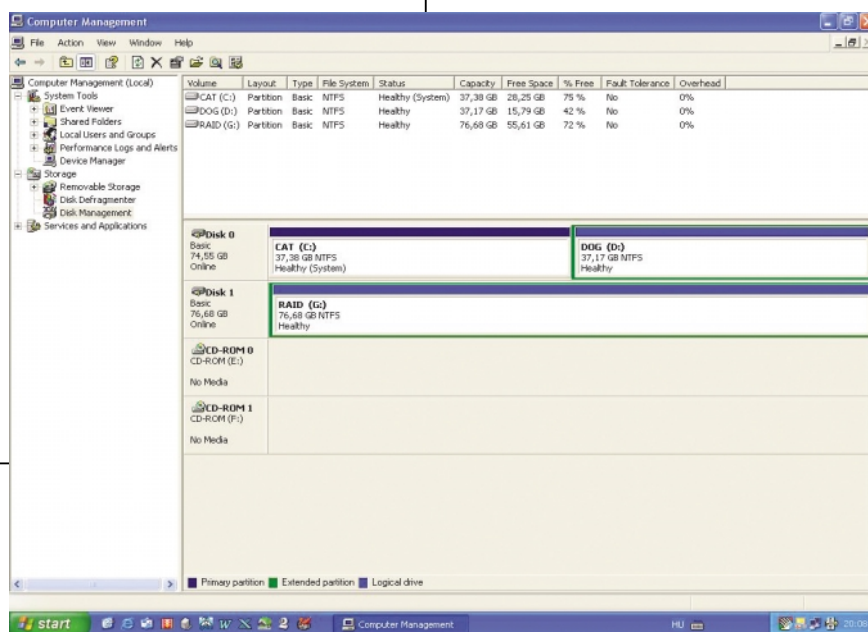 Computer Management
File Action View Window Help
Computer Management (Local)
System Tools
Event Viewer
Shared Folders
Local Users and Groups
Performance Logs and Alerts
Device Manager
Storage
Removable Storage
Disk Defragmenter
Disk Management
Services and Applications
Volume Layout Type File System Status Capacity Free Space % Free Fault Tolerance Overhead
CAT (C:) Partition Basic NTFS Healthy (System) 37,38 GB 28,25 GB 75 % No 0%
DOG (D:) Partition Basic NTFS Healthy 37,17 GB 15,79 GB 42 % No 0%
RAID (G:) Partition Basic NTFS Healthy 76,68 GB 55,61 GB 72 % No 0%
Disk 0
Basic
74,55 GB
Online
CAT (C:)
37,38 GB NTFS
Healthy (System)
DOG (D:)
37,17 GB NTFS
Healthy
Disk 1
Basic
76,68 GB
Online
RAID (G:)
76,68 GB NTFS
Healthy
CD-ROM 0
CD-ROM (E:)
No Media
CD-ROM 1
CD-ROM (F:)
No Media
Primary partition Extended partition Logical drive
start Computer Management HU 20:08